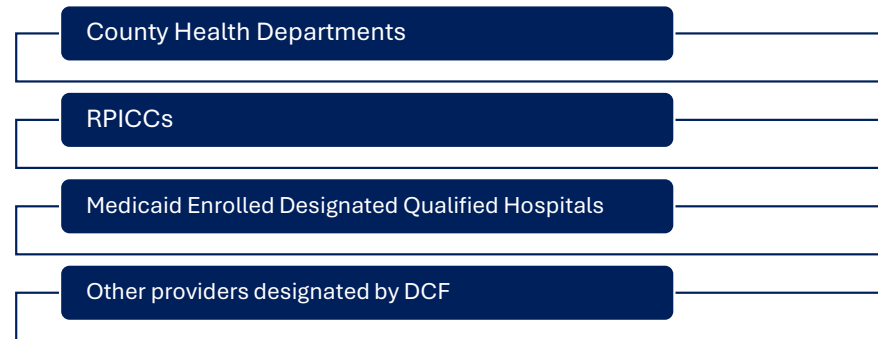 County Health Departments
RPICCs
Medicaid Enrolled Designated Qualified Hospitals
Other providers designated by DCF